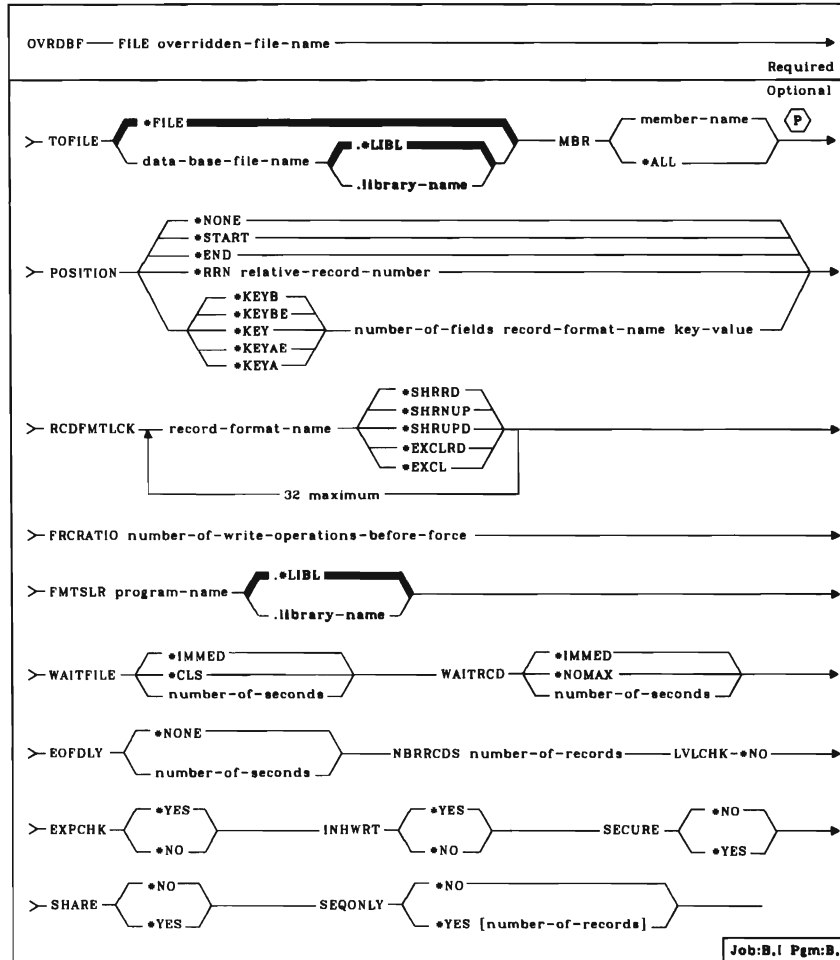 OVRDBF FILE overridden-file-name
Required
Optional
*FILE
member-name P
TOFILE .*LIBL MBR
data-base-file-name *ALL
.library-name
*NONE
*START
*END
POSITION *RRN relative-record-number
*KEYB
*KEYBE
*KEY number-of-fields record-format-name key-value
*KEYAE
*KEYA
*SHRRD
*SHRNUP
RCDFMTLCK record-format-name *SHRUPD
*EXCLRD
*EXCL
32 maximum
FRCRATIO number-of-write-operations-before-force
.*LIBL
FMTSLR program-name
.library-name
*IMMED *IMMED
WAITFILE *CLS WAITRCD *NOMAX
number-of-seconds number-of-seconds
*NONE
EOFDLY NBRRCDS number-of-records LVLCHK *NO
number-of-seconds
*YES *YES *NO
EXPCHK INHWRT SECURE
*NO *NO *YES
*NO *NO
SHARE SEQONLY
*YES *YES [number-of-records]
Job:B,I Pgm:B,